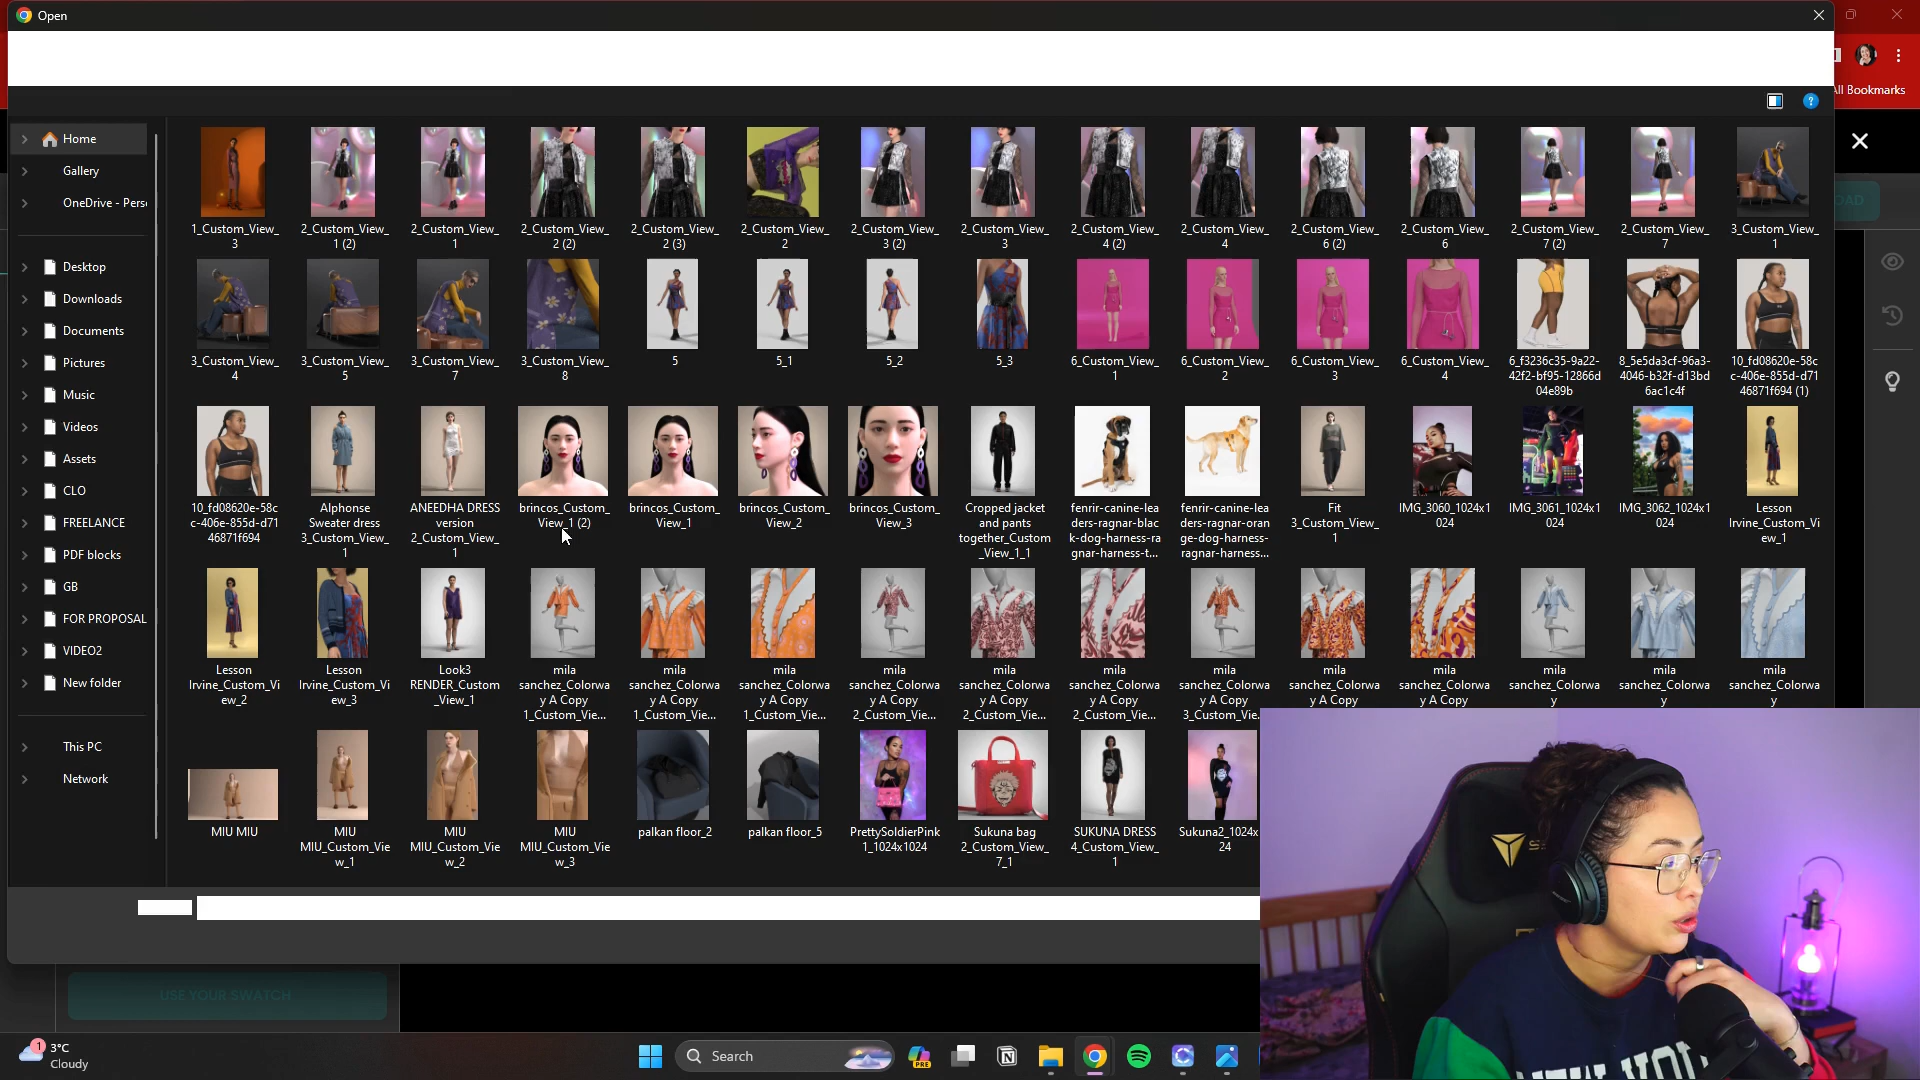 Open
All Bookmarks
Home
Gallery
OneDrive - Pers
Desktop
Downloads
Documents
Pictures
Music
Videos
Assets
CLO
FREELANCE
PDF blocks
GB
FOR PROPOSAL
VIDEO2
New folder
This PC
Network
1_Custom_View_
3
2_Custom_View_
1 (2)
2_Custom_View_
1
2_Custom_View_
2 (2)
2_Custom_View_
2 (3)
2_Custom_View_
2
2_Custom_View_
3 (2)
2_Custom_View_
3
2_Custom_View_
4 (2)
2_Custom_View_
4
2_Custom_View_
6 (2)
2_Custom_View_
6
2_Custom_View_
7 (2)
2_Custom_View_
7
3_Custom_View_
1
3_Custom_View_
4
3_Custom_View_
5
3_Custom_View_
7
3_Custom_View_
8
5
5_1
5_2
5_3
6_Custom_View_
1
6_Custom_View_
2
6_Custom_View_
3
6_Custom_View_
4
6_f3236c35-9a22-
42f2-bf95-12866d
04e89b
8_5e5da3cf-96a3-
4046-b32f-d13bd
6ac1c4f
10_fd08620e-58c
c-406e-855d-d71
46871f694 (1)
10_fd08620e-58c
c-406e-855d-d71
46871f694
Alphonse
Sweater dress
3_Custom_View_
1
ANEEDHA DRESS
version
2_Custom_View_
1
brincos_Custom_
View_1 (2)
brincos_Custom_
View_1
brincos_Custom_
View_2
brincos_Custom_
View_3
Cropped jacket
and pants
together_Custom
_View_1_1
fenrir-canine-lea
ders-ragnar-blac
k-dog-harness-ra
gnar-harness-t...
fenrir-canine-lea
ders-ragnar-oran
ge-dog-harness-
ragnar-harness...
Fit
3_Custom_View_
1
IMG_3060_1024x1
024
IMG_3061_1024x1
024
IMG_3062_1024x1
024
Lesson
Irvine_Custom_Vi
ew_1
Lesson
Irvine_Custom_Vi
ew_2
Lesson
Irvine_Custom_Vi
ew_3
Look3
RENDER_Custom
_View_1
mila
sanchez_Colorwa
y A Copy
1_Custom_Vie...
mila
sanchez_Colorwa
y A Copy
1_Custom_Vie...
mila
sanchez_Colorwa
y A Copy
1_Custom_Vie...
mila
sanchez_Colorwa
y A Copy
2_Custom_Vie...
mila
sanchez_Colorwa
y A Copy
2_Custom_Vie...
mila
sanchez_Colorwa
y A Copy
2_Custom_Vie...
mila
sanchez_Colorwa
y A Copy
3_Custom_Vie...
mila
sanchez_Colorwa
y A Copy
mila
sanchez_Colorwa
y A Copy
mila
sanchez_Colorwa
y
mila
sanchez_Colorwa
y
mila
sanchez_Colorwa
y
MIU MIU
MIU
MIU_Custom_Vie
w_1
MIU
MIU_Custom_Vie
w_2
MIU
MIU_Custom_Vie
w_3
palkan floor_2
palkan floor_5
PrettySoldierPink
1_1024x1024
Sukuna bag
2_Custom_View_
7_1
SUKUNA DRESS
4_Custom_View_
1
Sukuna2_1024x
24
USE YOUR SWATCH
1
3°C
Cloudy
Search
PRE